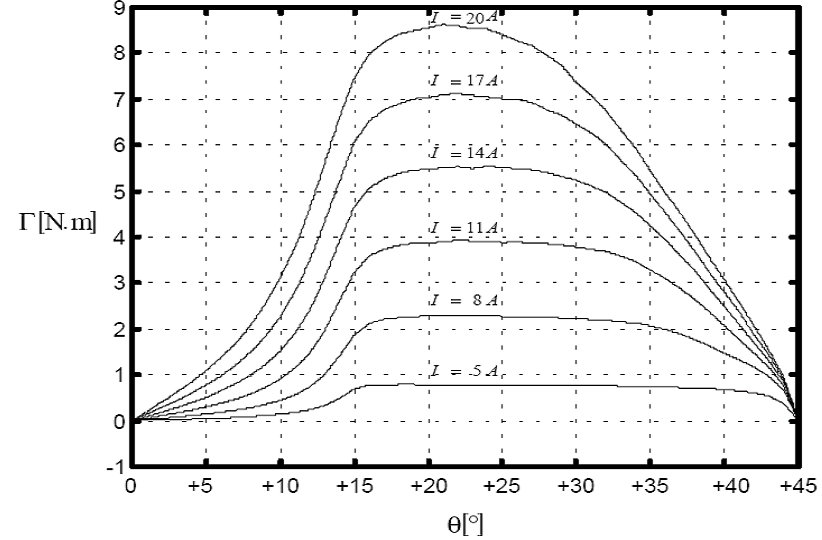 9
I = 20A
8
I = 17A
7
6
I = 14A
5
Γ[N.m]
4
I = 11A
3
I = 8A
2
I = 5A
1
0
-1
0 +5 +10 +15 +20 +25 +30 +35 +40 +45
θ[°]